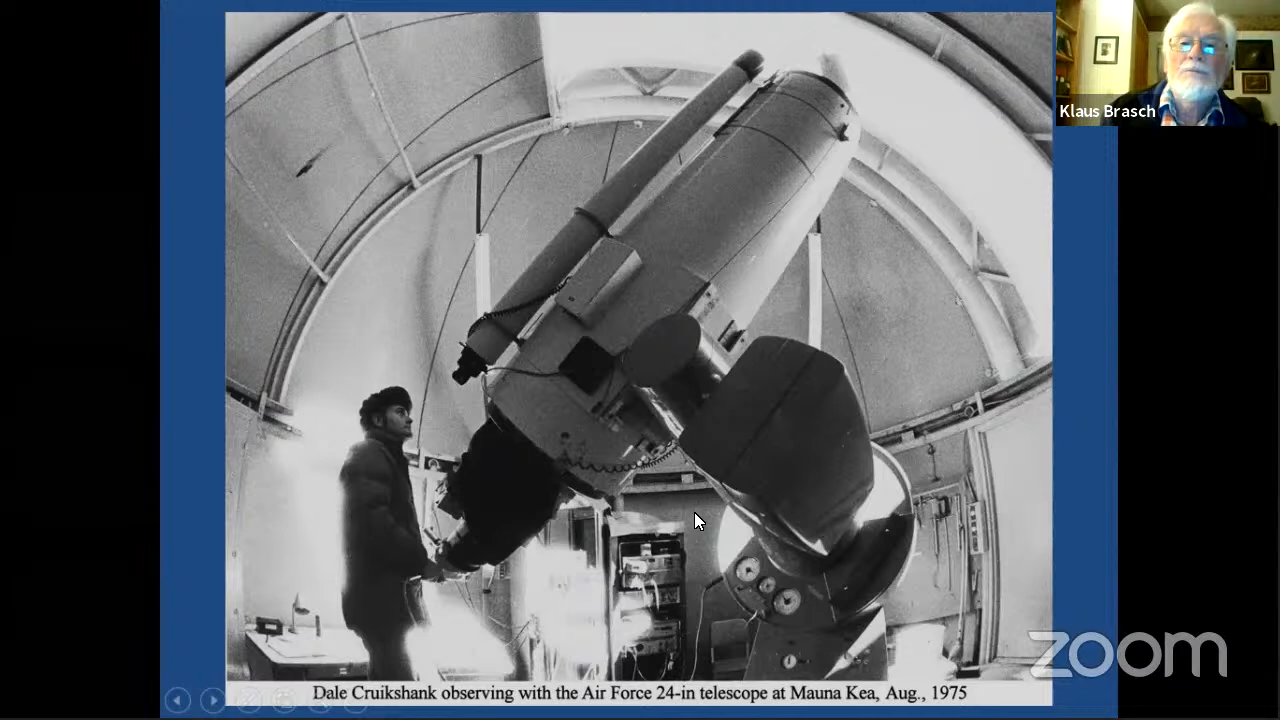 Klaus Brasch
zoom
Dale Cruikshank observing with the Air Force 24-in telescope at Mauna Kea, Aug., 1975